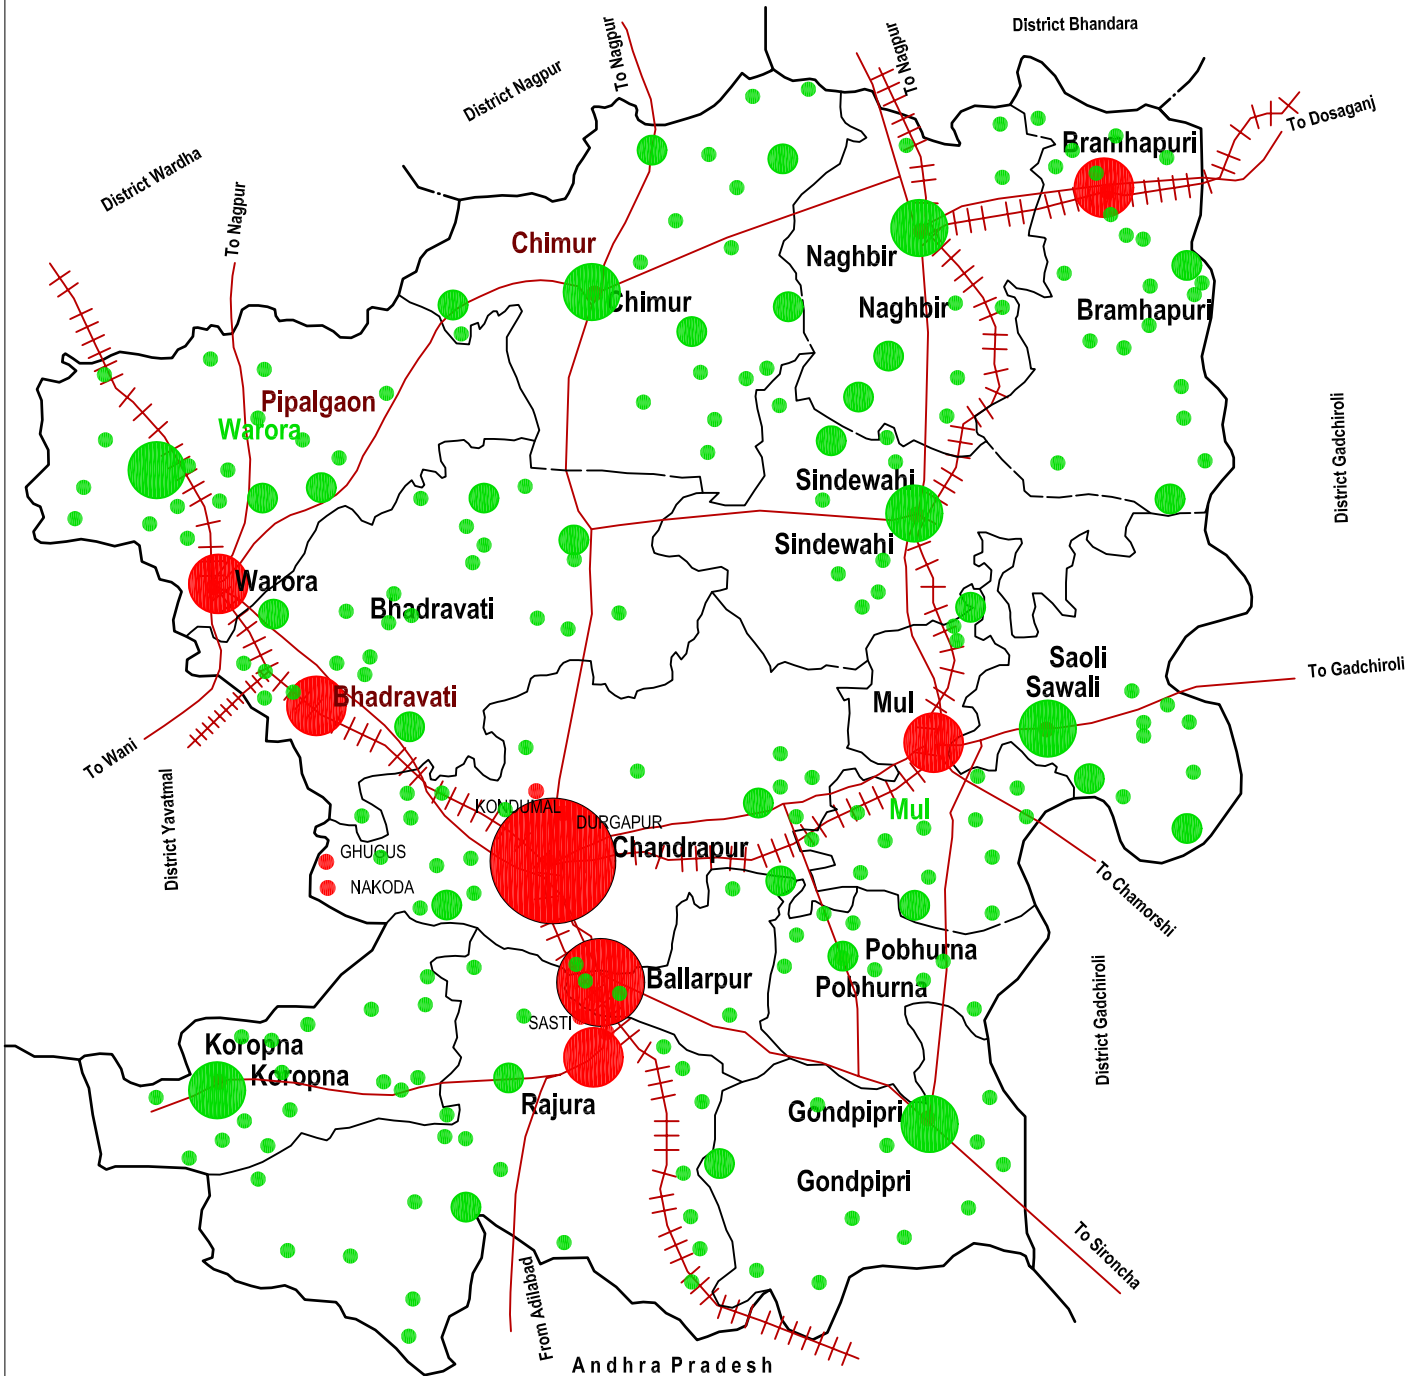 District Bhandara
To Nagpur
To Nagpur
District Nagpur
To Dosaganj
Bramhapuri
District Wardha
To Nagpur
Chimur
Naghbir
Chimur
Naghbir
Bramhapuri
Pipalgaon
Warora
District Gadchiroli
Sindewahi
Sindewahi
Warora
Bhadravati
Saoli
Sawali
To Gadchiroli
Bhadravati
Mul
To Wani
District Yavatmal
KONDUMAL
DURGAPUR
Mul
Chandrapur
GHUGUS
NAKODA
To Chamorshi
Pobhurna
Ballarpur
Pobhurna
District Gadchiroli
SASTI
Koropna
Koropna
Rajura
Gondpipri
Gondpipri
To Sironcha
From Adilabad
Andhra Pradesh